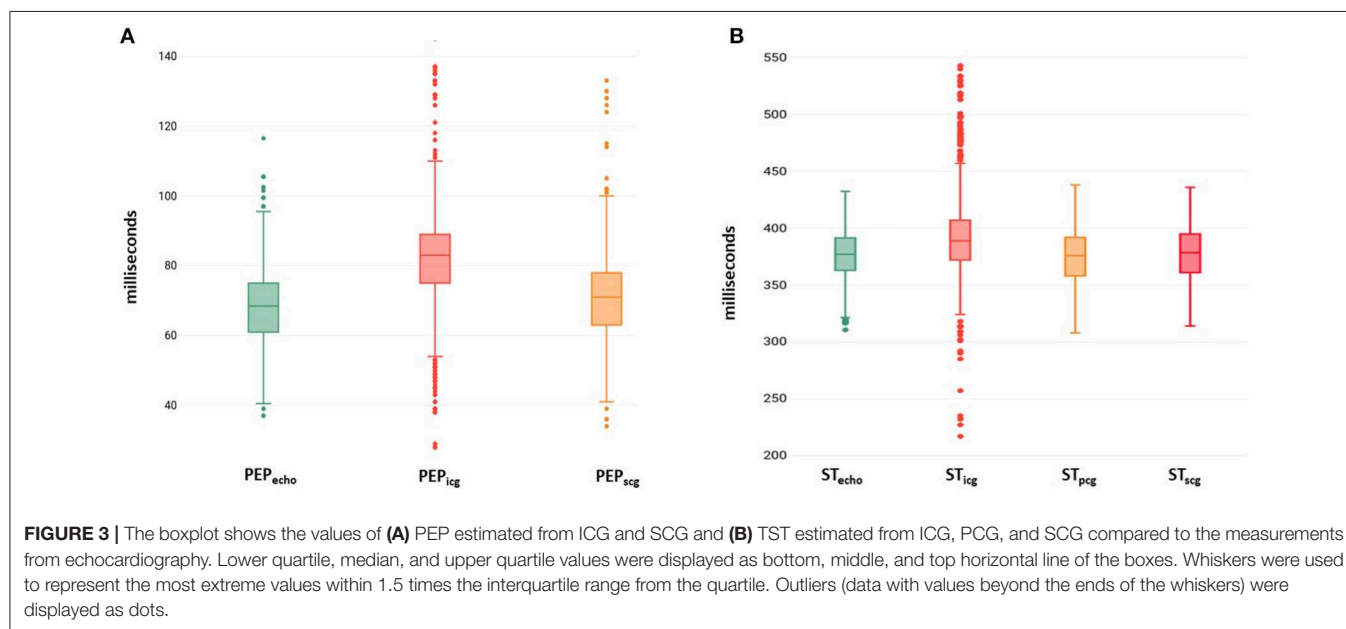 A
140
120
100
80
60
40
milliseconds
PEPecho
PEPicg
PEPscg
B
550
500
450
400
350
300
250
200
milliseconds
STecho
STicg
STpcg
STscg
FIGURE 3 | The boxplot shows the values of (A) PEP estimated from ICG and SCG and (B) TST estimated from ICG, PCG, and SCG compared to the measurements
from echocardiography. Lower quartile, median, and upper quartile values were displayed as bottom, middle, and top horizontal line of the boxes. Whiskers were used
to represent the most extreme values within 1.5 times the interquartile range from the quartile. Outliers (data with values beyond the ends of the whiskers) were
displayed as dots.